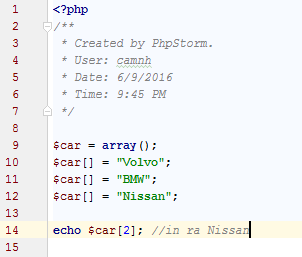 1 <?php
2 /**
3 * Created by PhpStorm.
4 * User: camnh
5 * Date: 6/9/2016
6 * Time: 9:45 PM
7 */
8
9 $car = array();
10 $car[] = "Volvo";
11 $car[] = "BMW";
12 $car[] = "Nissan";
13
14 echo $car[2]; //in ra Nissan
15